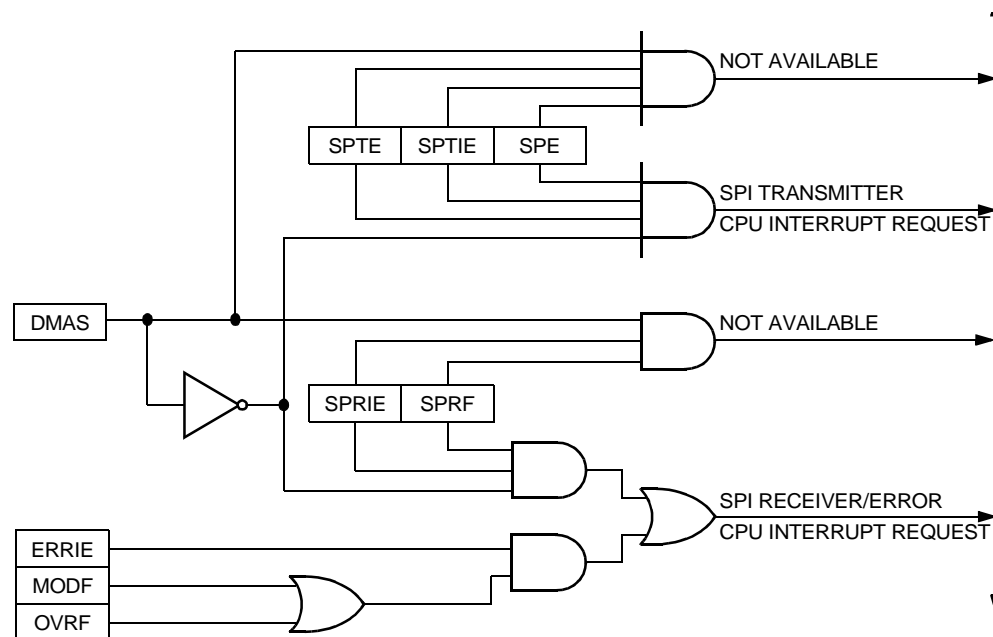 NOT AVAILABLE
SPTE SPTIE SPE
SPI TRANSMITTER
CPU INTERRUPT REQUEST
DMAS
NOT AVAILABLE
SPRIE SPRF
SPI RECEIVER/ERROR
CPU INTERRUPT REQUEST
ERRIE
MODF
OVRF